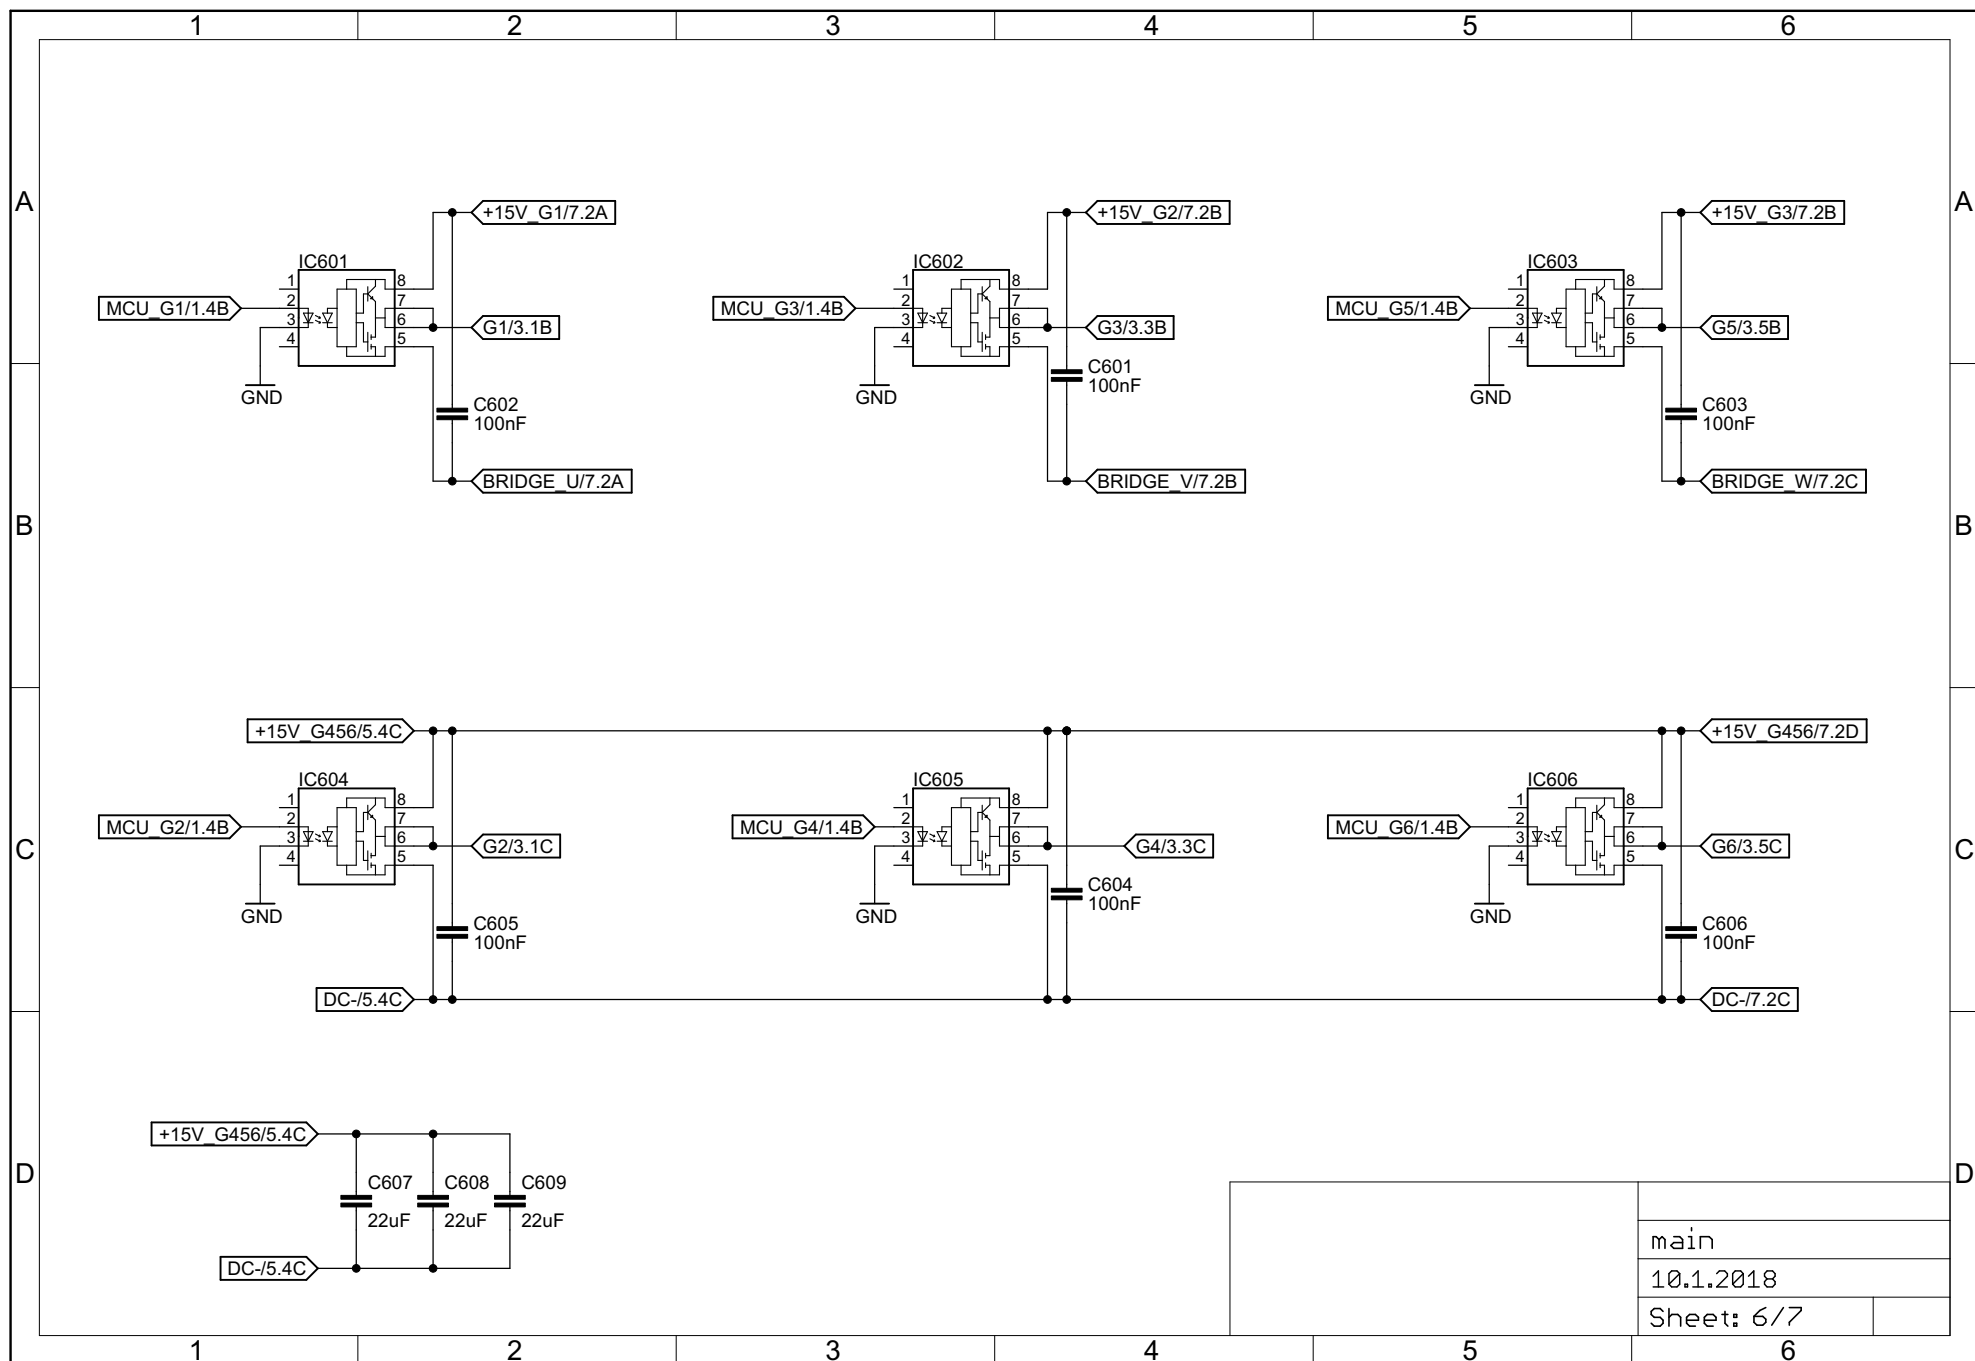 1 2 3 4 5 6
A A
+15V_G1/7.2A +15V_G2/7.2B +15V_G3/7.2B
IC601 IC602 IC603
1 8 1 8 1 8
MCU_G1/1.4B 2 7 MCU_G3/1.4B 2 7 MCU_G5/1.4B 2 7
3 6 G1/3.1B 3 6 G3/3.3B 3 6 G5/3.5B
4 5 4 5 4 5
GND GND GND
C601
100nF
C602 C603
100nF 100nF
BRIDGE_U/7.2A BRIDGE_V/7.2B BRIDGE_W/7.2C
B B
+15V_G456/5.4C +15V_G456/7.2D
IC604 IC605 IC606
1 8 1 8 1 8
MCU_G2/1.4B 2 7 MCU_G4/1.4B 2 7 MCU_G6/1.4B 2 7
3 6 G2/3.1C 3 6 G4/3.3C 3 6 G6/3.5C
C C
4 5 4 5 4 5
GND GND GND
C604
100nF
C605 C606
100nF 100nF
DC-/5.4C DC-/7.2C
+15V_G456/5.4C
D D
C607 C608 C609
22uF 22uF 22uF
DC-/5.4C
main
10.1.2018
Sheet: 6/7
1 2 3 4 5 6